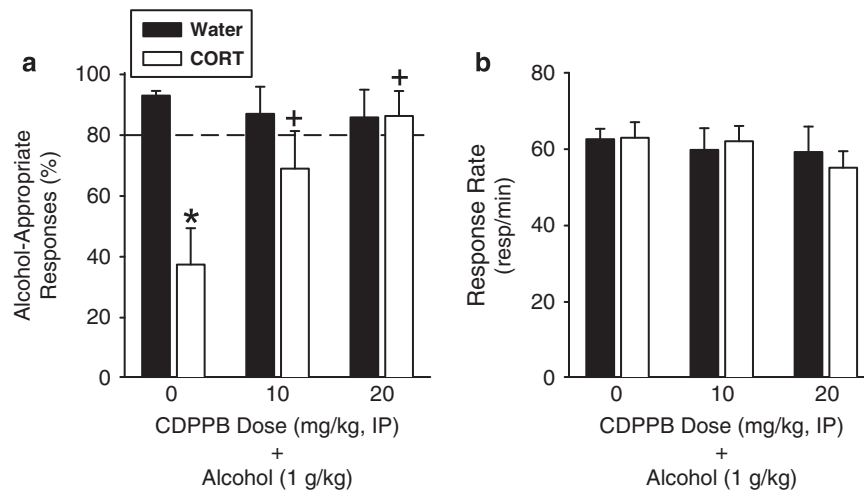 Water
CORT
a
100
80
60
40
20
0
Alcohol-Appropriate
Responses (%)
*
+
+
0 10 20
CDPPB Dose (mg/kg, IP)
+
Alcohol (1 g/kg)
b
80
60
40
20
0
Response Rate
(resp/min)
0 10 20
CDPPB Dose (mg/kg, IP)
+
Alcohol (1 g/kg)